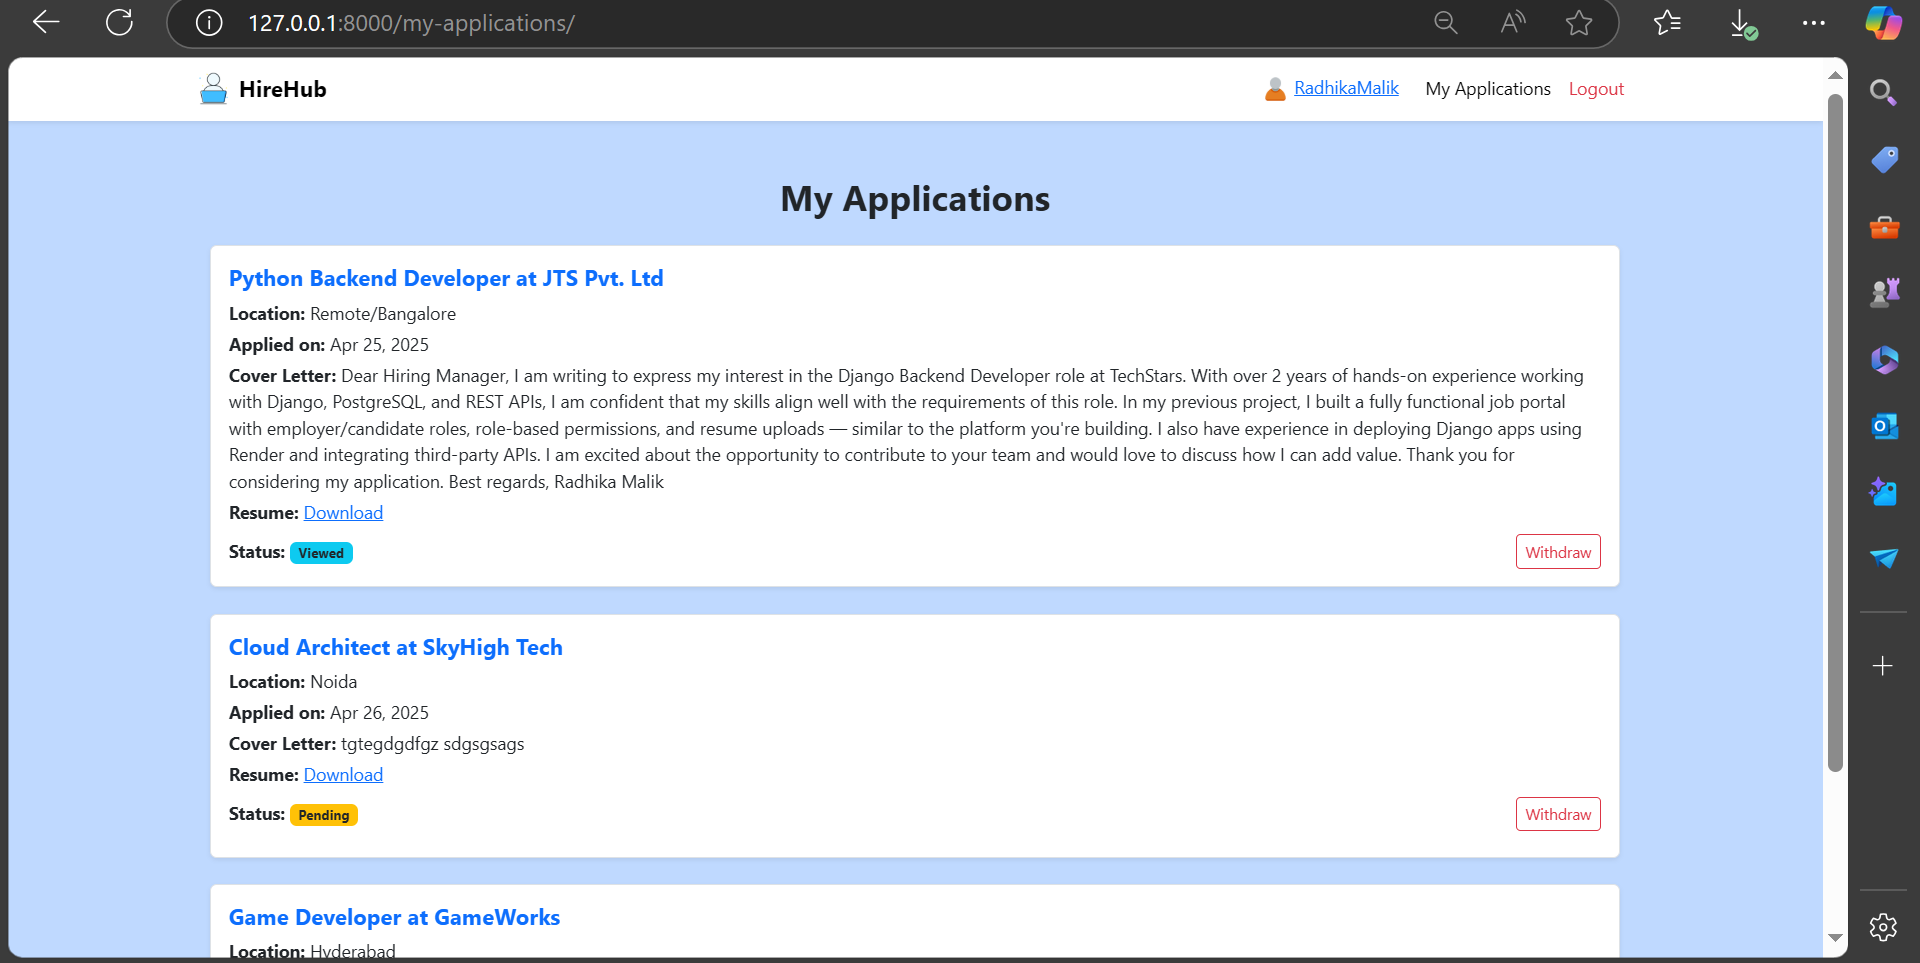 127.0.0.1:8000/my-applications/
HireHub
RadhikaMalik My Applications Logout
My Applications
Python Backend Developer at JTS Pvt. Ltd
Location: Remote/Bangalore
Applied on: Apr 25, 2025
Cover Letter: Dear Hiring Manager, I am writing to express my interest in the Django Backend Developer role at TechStars. With over 2 years of hands-on experience working
with Django, PostgreSQL, and REST APIs, I am confident that my skills align well with the requirements of this role. In my previous project, I built a fully functional job portal
with employer/candidate roles, role-based permissions, and resume uploads — similar to the platform you're building. I also have experience in deploying Django apps using
Render and integrating third-party APIs. I am excited about the opportunity to contribute to your team and would love to discuss how I can add value. Thank you for
considering my application. Best regards, Radhika Malik
Resume: Download
Status: Viewed
Withdraw
Cloud Architect at SkyHigh Tech
Location: Noida
Applied on: Apr 26, 2025
Cover Letter: tgtegdgdfgz sdgsgsags
Resume: Download
Status: Pending
Withdraw
Game Developer at GameWorks
Location: Hyderabad